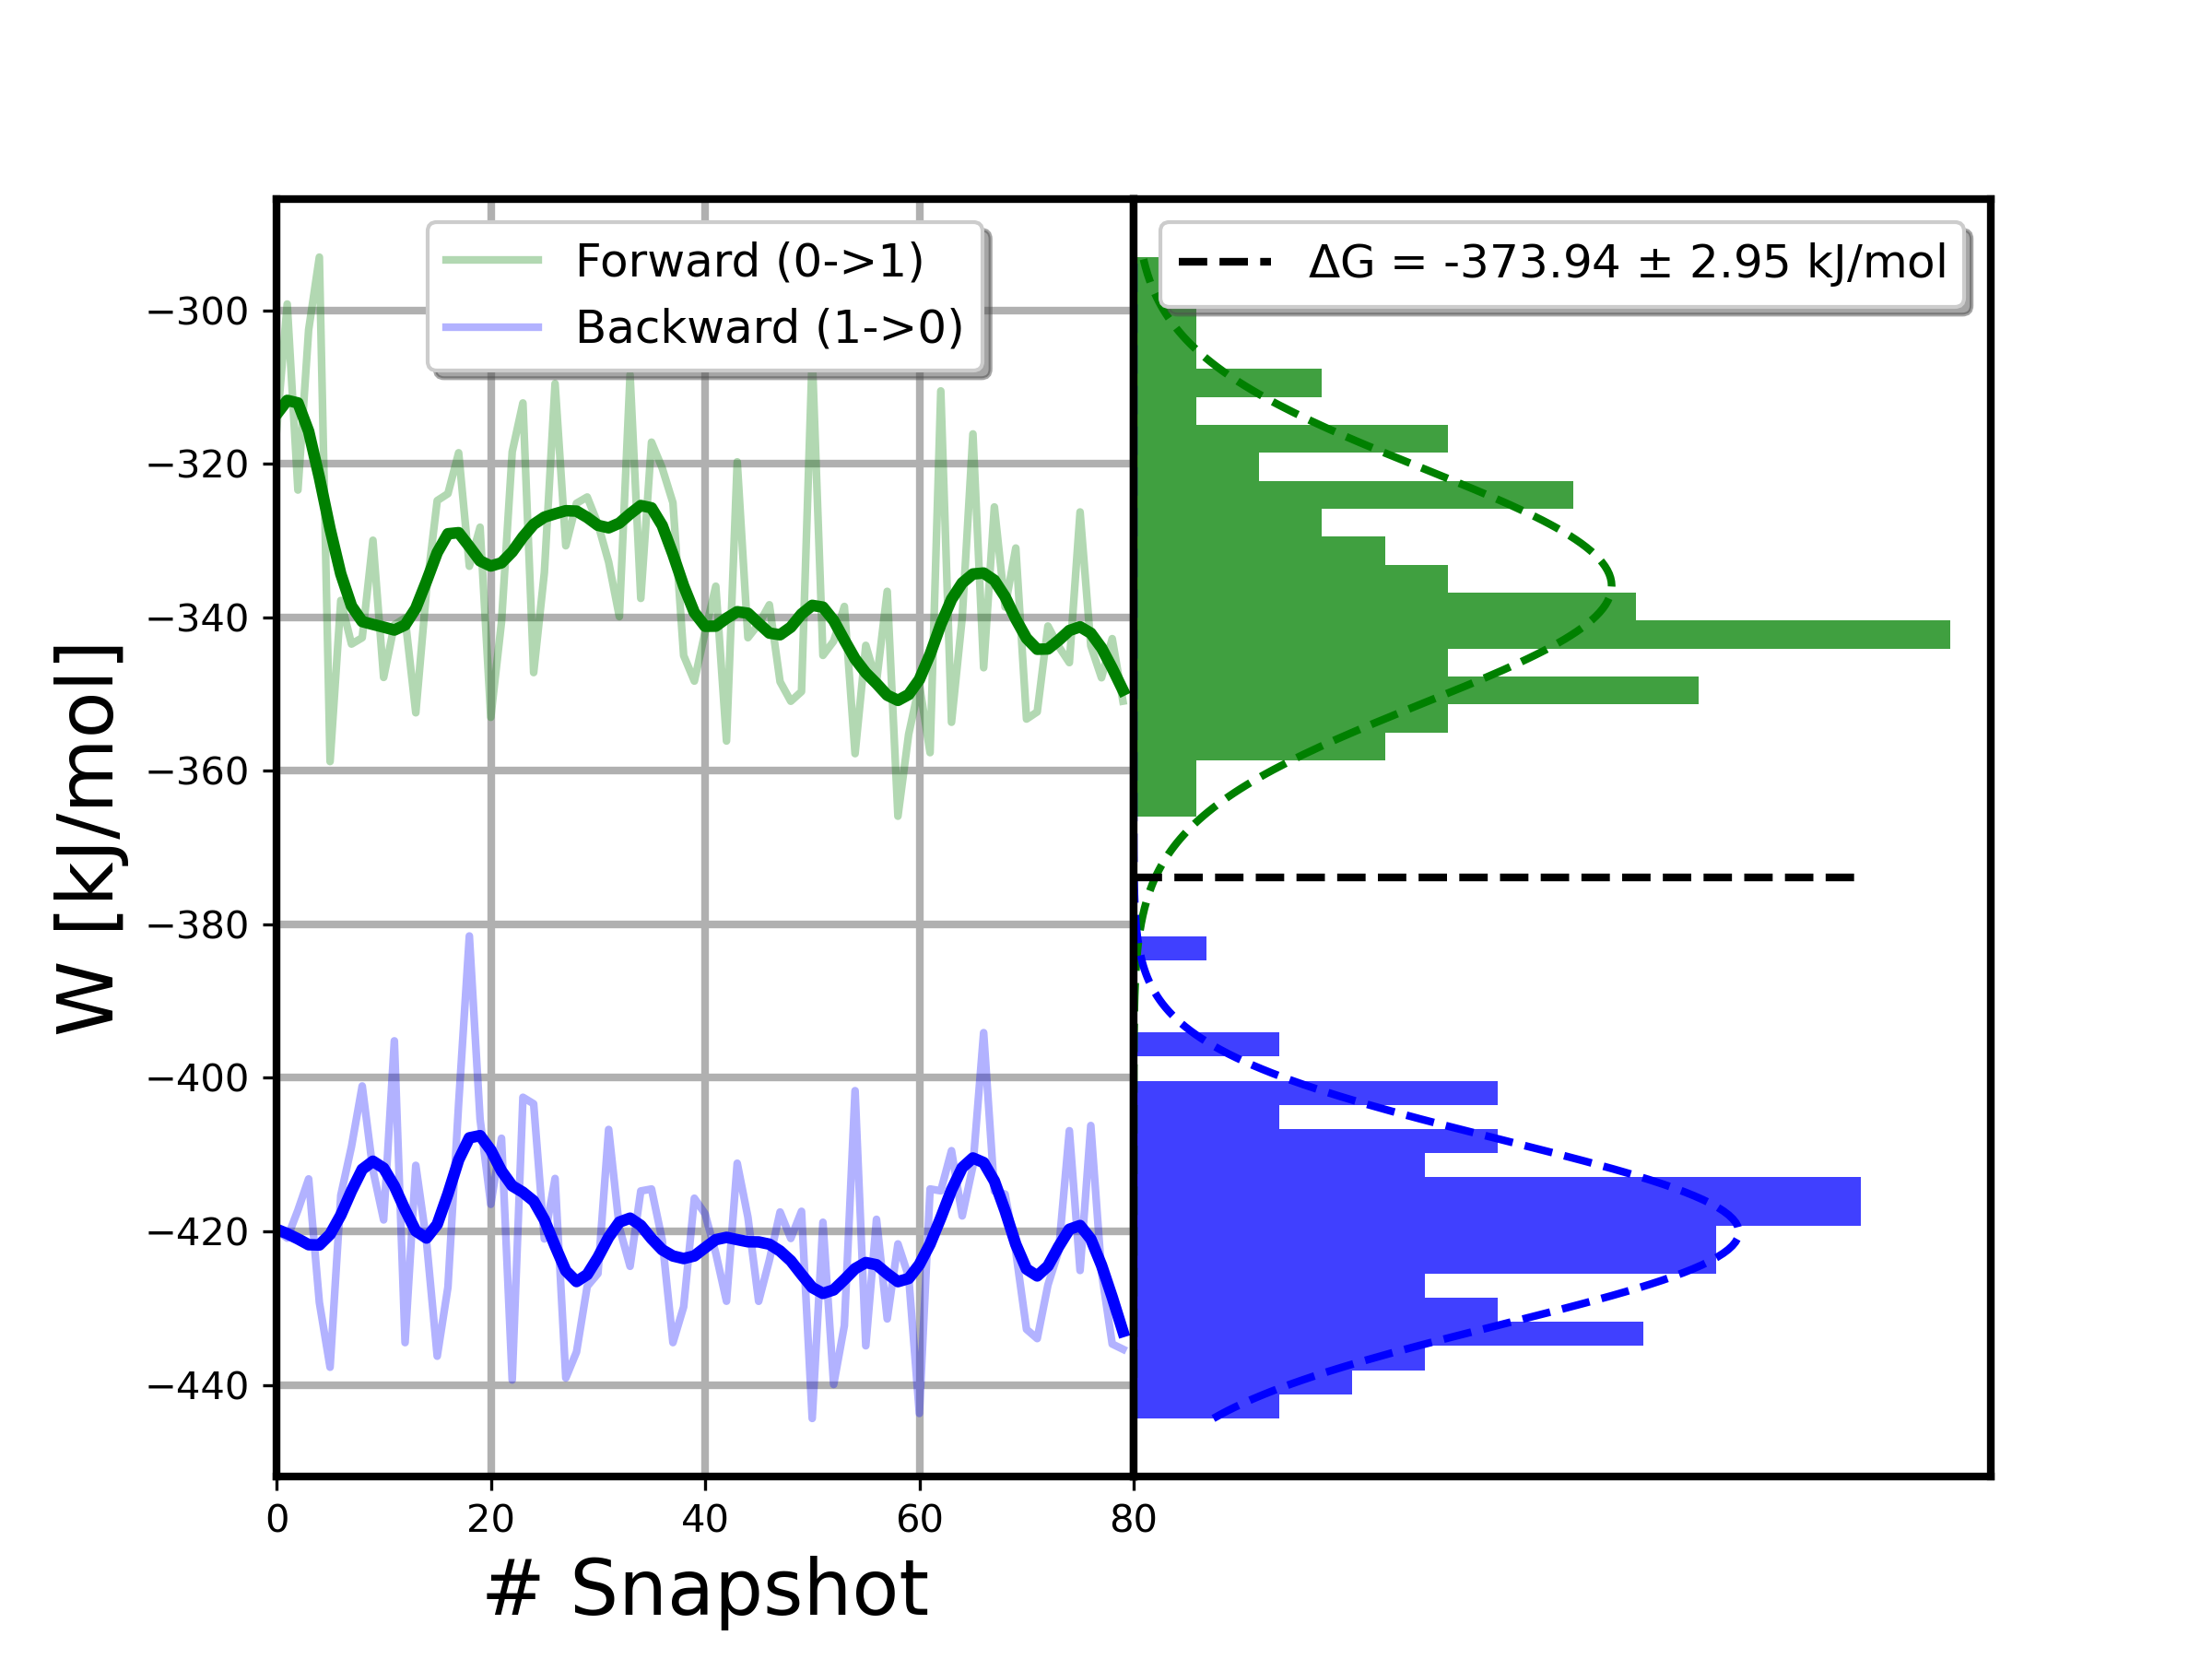 Forward (0->1)
Backward (1->0)
ΔG = -373.94 ± 2.95 kJ/mol
W [kJ/mol]
−300
−320
−340
−360
−380
−400
−420
−440
0 20 40 60 80
# Snapshot